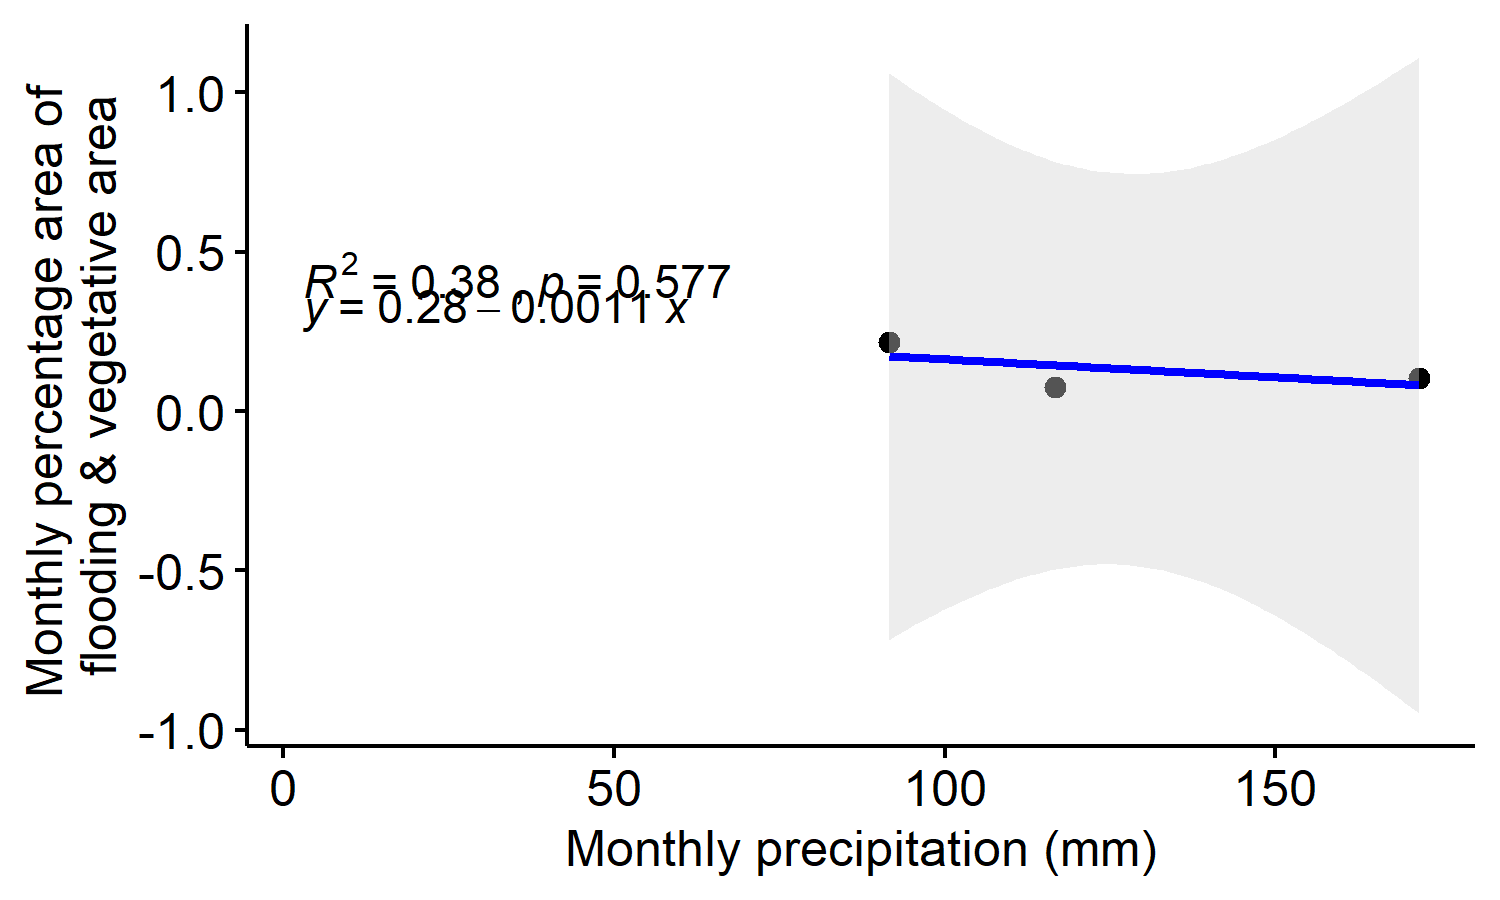 Monthly percentage area of
flooding & vegetative area
1.0
0.5
0.0
-0.5
-1.0
R² = 0.38 , p = 0.577
y = 0.28 – 0.0011 x
0 50 100 150
Monthly precipitation (mm)